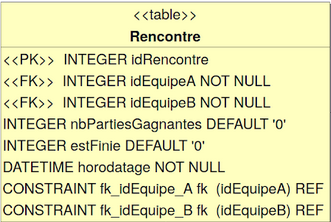 <<table>>
Rencontre
<<PK>> INTEGER idRencontre
<<FK>> INTEGER idEquipeA NOT NULL
<<FK>> INTEGER idEquipeB NOT NULL
INTEGER nbPartiesGagnantes DEFAULT '0'
INTEGER estFinie DEFAULT '0'
DATETIME horodatage NOT NULL
CONSTRAINT fk_idEquipe_A fk (idEquipeA) REF
CONSTRAINT fk_idEquipe_B fk (idEquipeB) REF